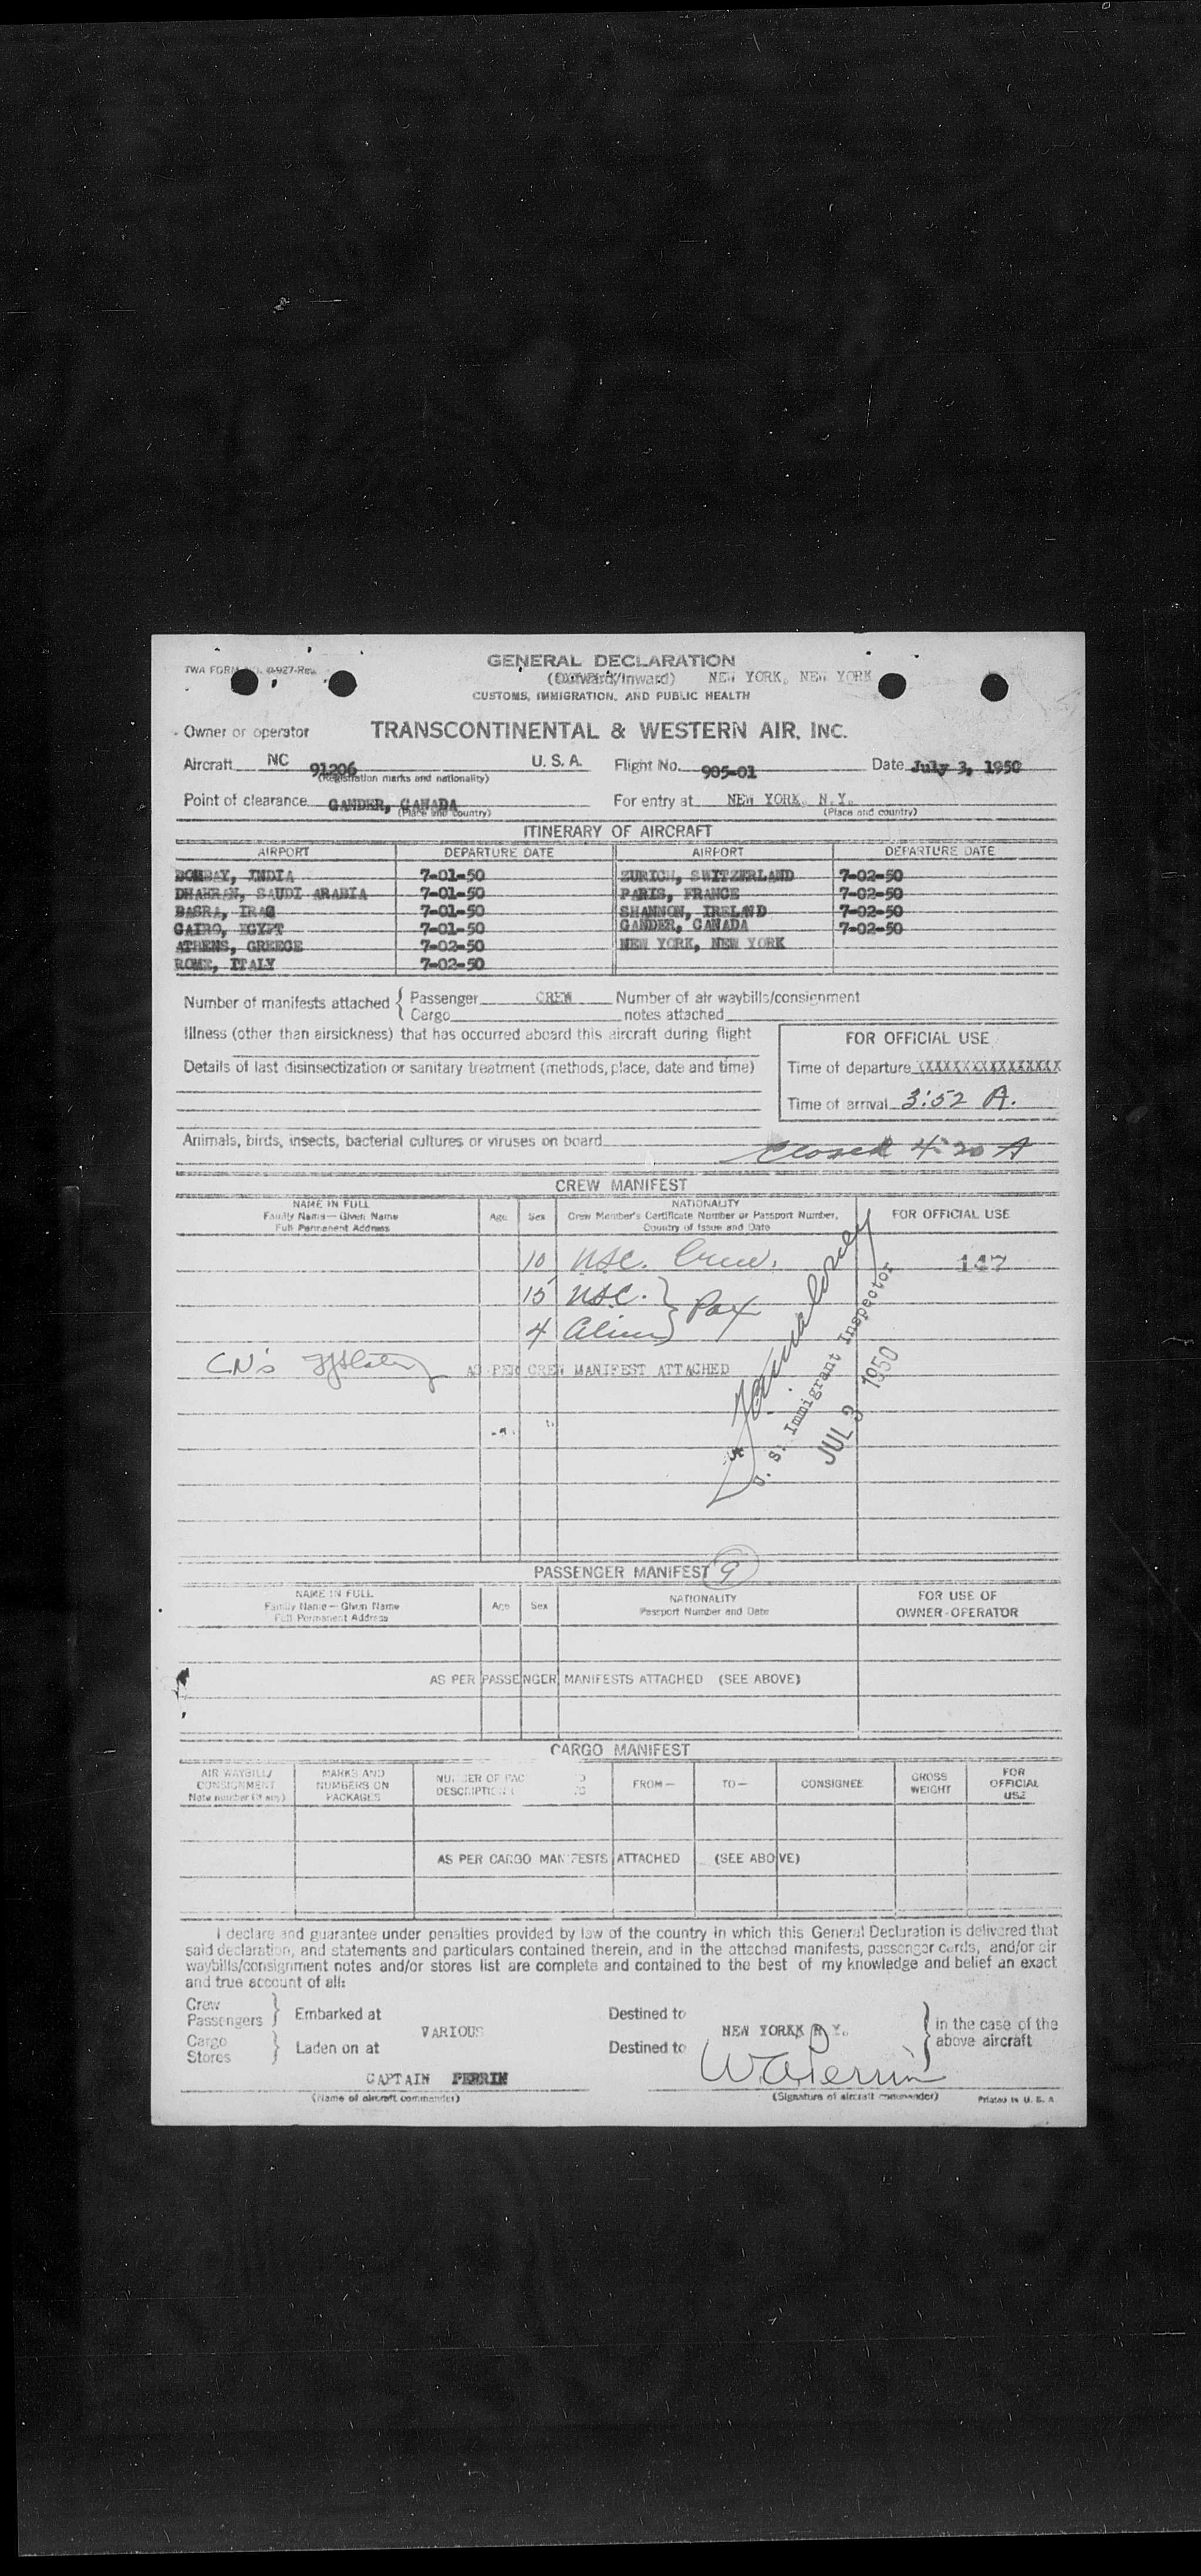 TWA FORM NO. 0-927-Rev.
GENERAL DECLARATION
(Outward/Inward) NEW YORK, NEW YORK
CUSTOMS, IMMIGRATION, AND PUBLIC HEALTH
Owner or operator TRANSCONTINENTAL & WESTERN AIR, INC.
Aircraft NC 91206 U. S. A. Flight No. 905-01 Date July 3, 1950
(Registration marks and nationality)
Point of clearance GANDER, CANADA For entry at NEW YORK, N.Y.
(Place and country) (Place and country)
ITINERARY OF AIRCRAFT
AIRPORT DEPARTURE DATE AIRPORT DEPARTURE DATE
BOMBAY, INDIA 7-01-50 ZURICH, SWITZERLAND 7-02-50
DHAHRAN, SAUDI ARABIA 7-01-50 PARIS, FRANCE 7-02-50
BASRA, IRAQ 7-01-50 SHANNON, IRELAND 7-02-50
CAIRO, EGYPT 7-01-50 GANDER, CANADA 7-02-50
ATHENS, GREECE 7-02-50 NEW YORK, NEW YORK
ROME, ITALY 7-02-50
Number of manifests attached { Passenger CREW Number of air waybills/consignment
Cargo notes attached
Illness (other than airsickness) that has occurred aboard this aircraft during flight
FOR OFFICIAL USE
Details of last disinsectization or sanitary treatment (methods, place, date and time)
Time of departure XXXXXXXXXXXXXXXX
Time of arrival 3:52 A.
Animals, birds, insects, bacterial cultures or viruses on board
Closed 4:20 A
CREW MANIFEST
NAME IN FULL
Family Name — Given Name
Full Permanent Address
Age Sex
NATIONALITY
Crew Member's Certificate Number or Passport Number,
Country of Issue and Date
FOR OFFICIAL USE
10 USC. Crew. 147
15 USC. } Pax
4 Alien }
CN's AS PER CREW MANIFEST ATTACHED
U. S. Immigrant Inspector
JUL 3 1950
PASSENGER MANIFEST 9
NAME IN FULL
Family Name — Given Name
Full Permanent Address
Age Sex
NATIONALITY
Passport Number and Date
FOR USE OF
OWNER-OPERATOR
AS PER PASSENGER MANIFESTS ATTACHED (SEE ABOVE)
CARGO MANIFEST
AIR WAYBILL/
CONSIGNMENT
Note number (if any)
MARKS AND
NUMBERS ON
PACKAGES
FROM — TO — CONSIGNEE
GROSS
WEIGHT
FOR
OFFICIAL
USE
AS PER CARGO MANIFESTS ATTACHED (SEE ABOVE)
I declare and guarantee under penalties provided by law of the country in which this General Declaration is delivered that
said declaration, and statements and particulars contained therein, and in the attached manifests, passenger cards, and/or air
waybills/consignment notes and/or stores list are complete and contained to the best of my knowledge and belief an exact
and true account of all:
Crew
Passengers } Embarked at Destined to
VARIOUS NEW YORKX N.Y.
in the case of the
above aircraft
Cargo
Stores } Laden on at Destined to
CAPTAIN PERRIN WA Perrin
(Name of aircraft commander) (Signature of aircraft commander) Printed in U. S. A.